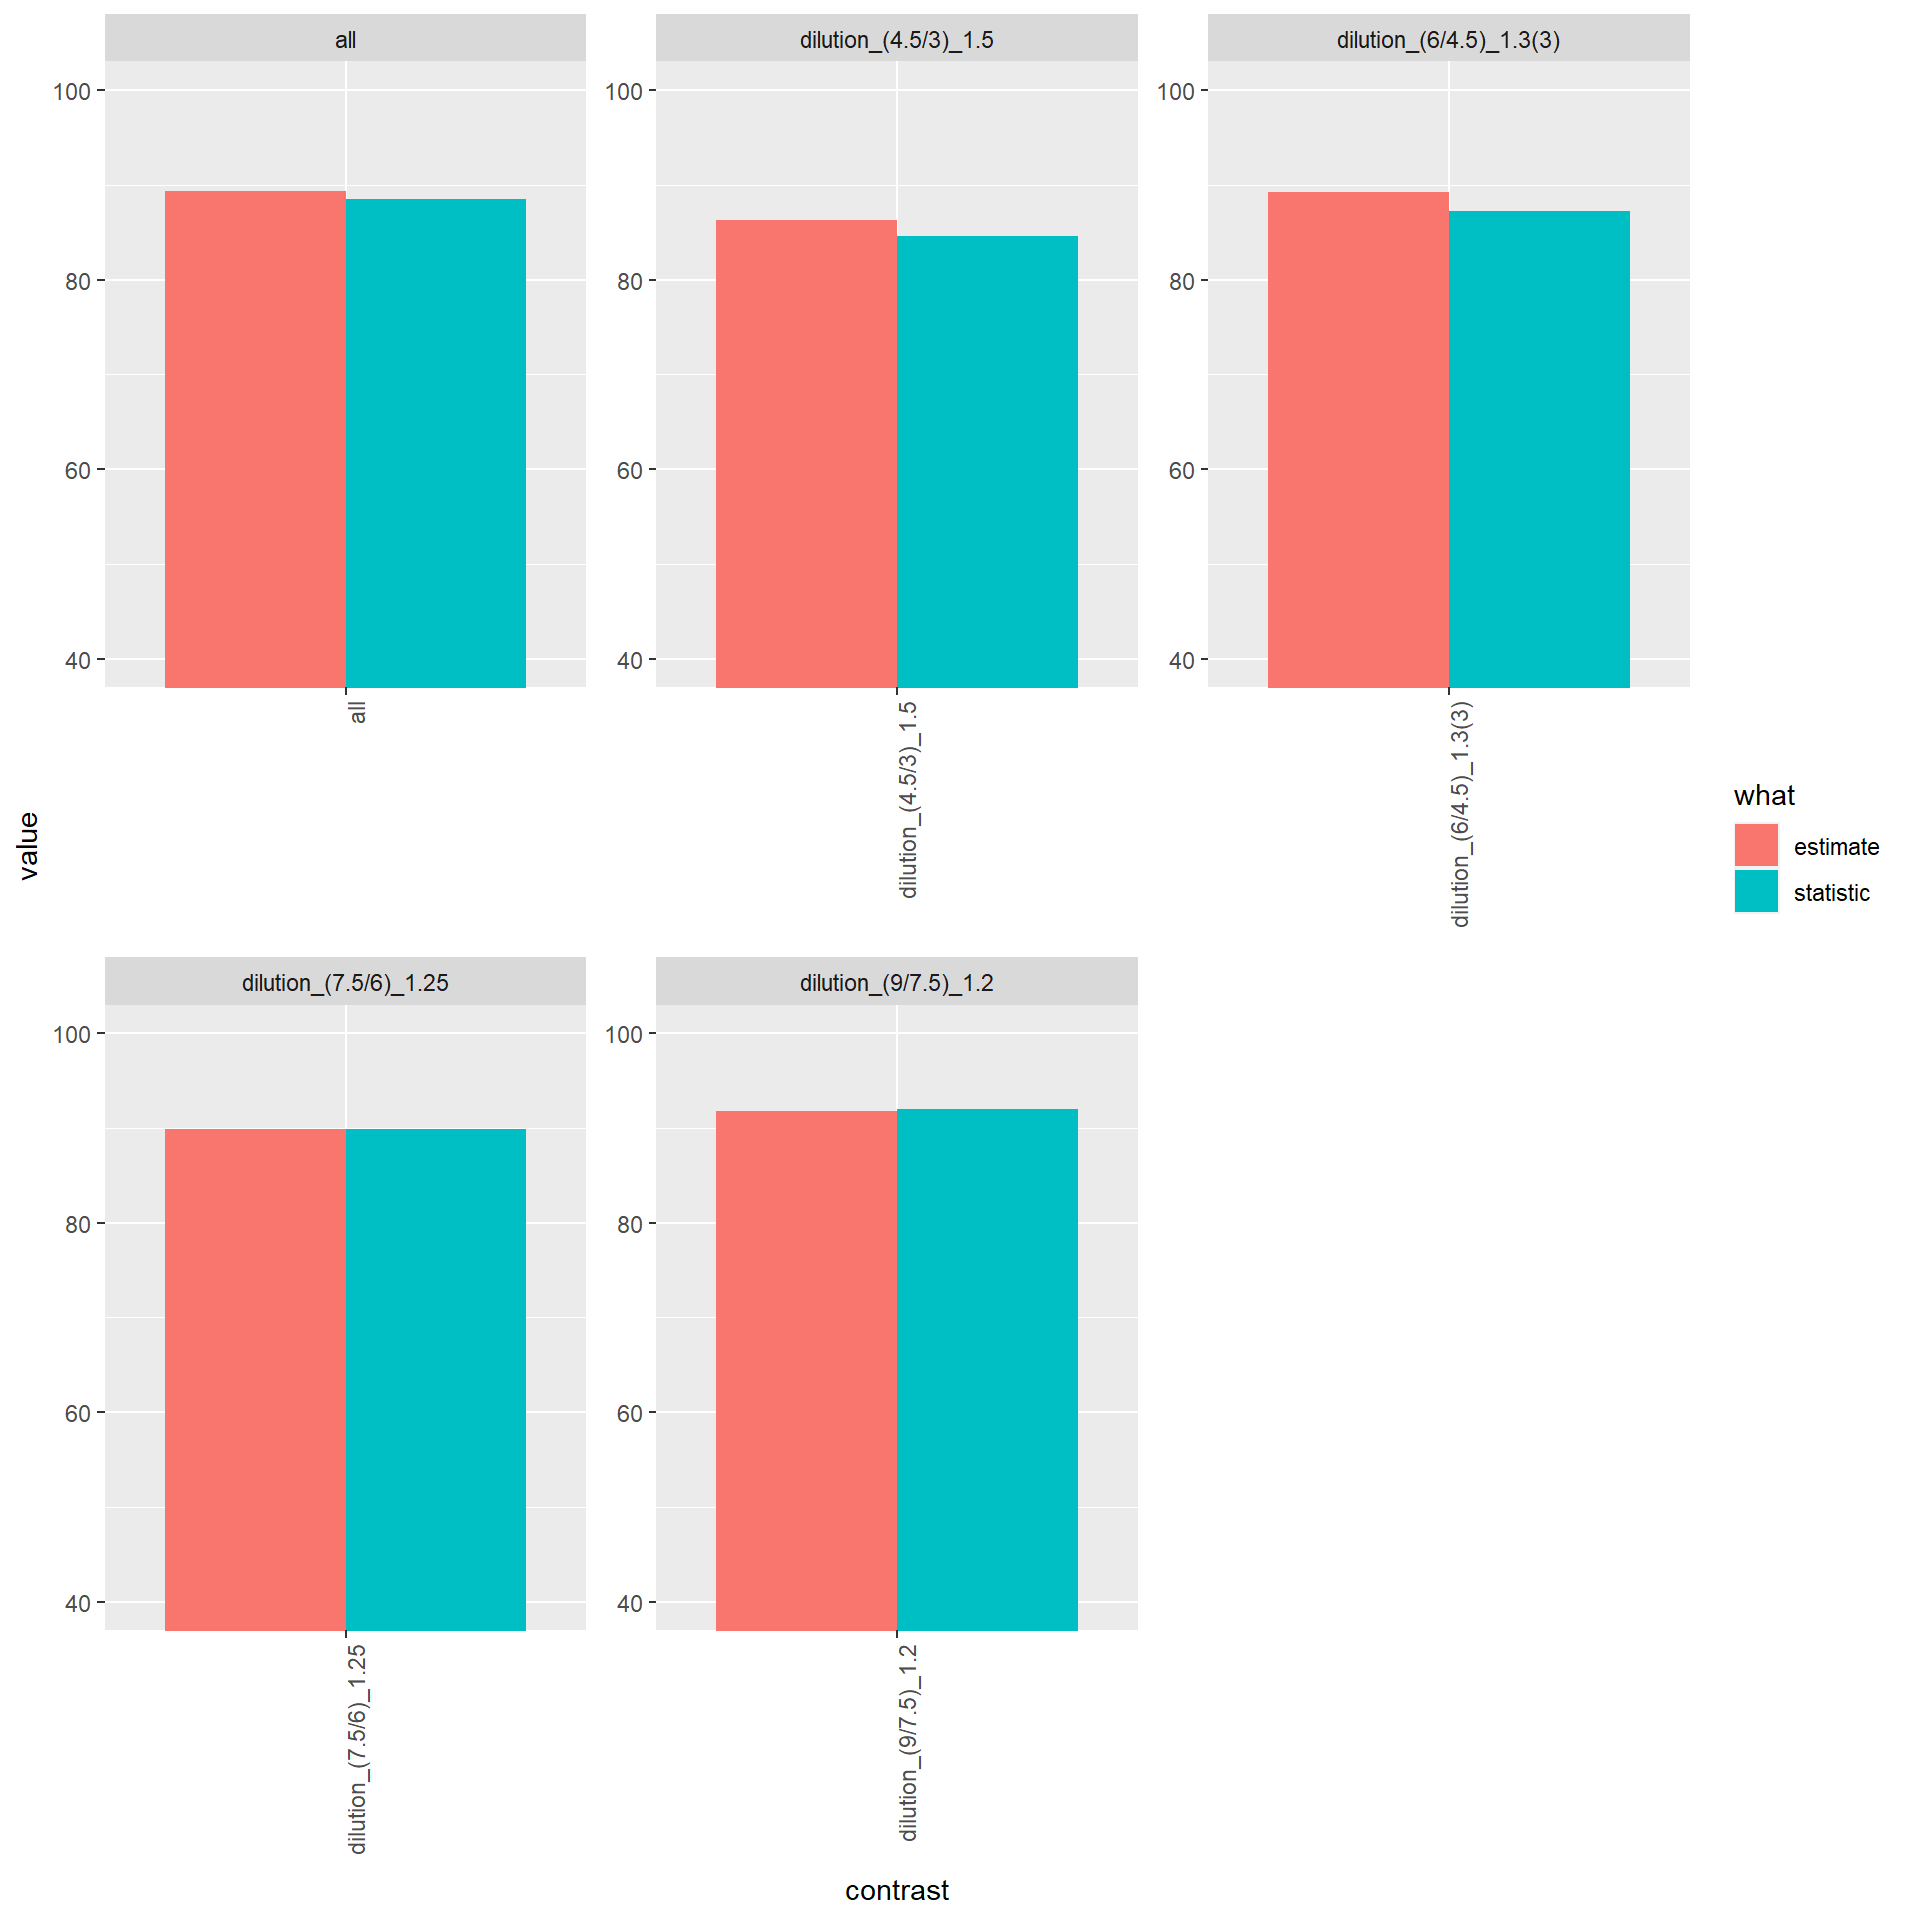 all
dilution_(4.5/3)_1.5
dilution_(6/4.5)_1.3(3)
100
80
60
40
100
80
60
40
100
80
60
40
all
dilution_(4.5/3)_1.5
dilution_(6/4.5)_1.3(3)
value
what
estimate
statistic
dilution_(7.5/6)_1.25
dilution_(9/7.5)_1.2
100
80
60
40
100
80
60
40
dilution_(7.5/6)_1.25
dilution_(9/7.5)_1.2
contrast